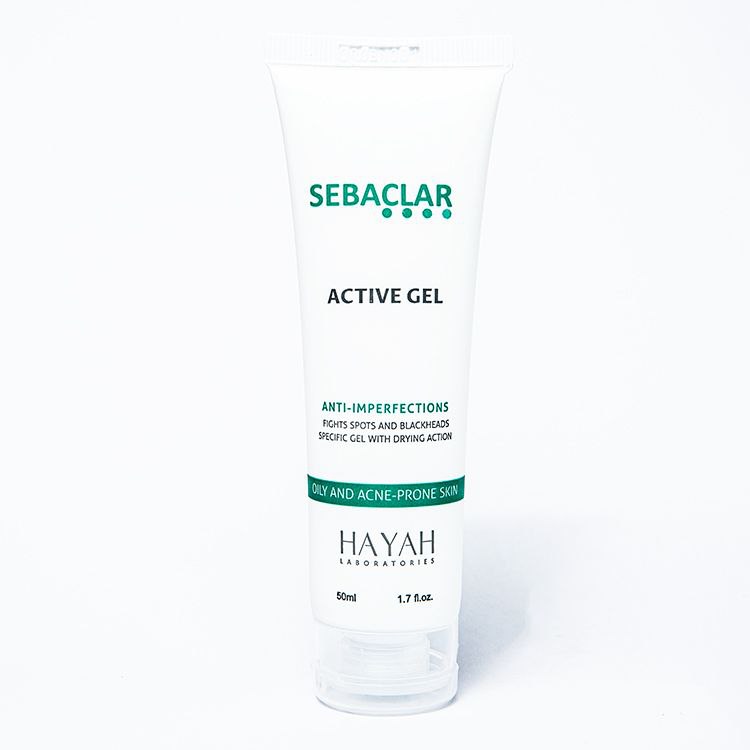 SEBACLAR
ACTIVE GEL
ANTI-IMPERFECTIONS
FIGHTS SPOTS AND BLACKHEADS
SPECIFIC GEL WITH DRYING ACTION
OILY AND ACNE-PRONE SKIN
HAYAH
LABORATORIES
50ml 1.7 fl.oz.